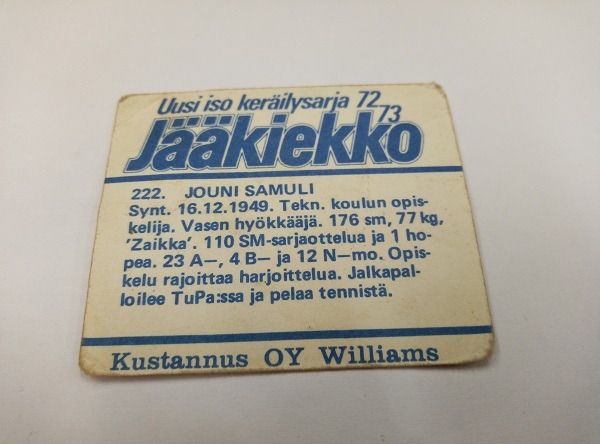 Uusi iso keräilysarja 72
73
Jääkiekko
222. JOUNI SAMULI
Synt. 16.12.1949. Tekn. koulun opis-
kelija. Vasen hyökkääjä. 176 sm, 77 kg,
'Zaikka'. 110 SM-sarjaottelua ja 1 ho-
pea. 23 A–, 4 B– ja 12 N–mo. Opis-
kelu rajoittaa harjoittelua. Jalkapal-
loilee TuPa:ssa ja pelaa tennistä.
Kustannus OY Williams